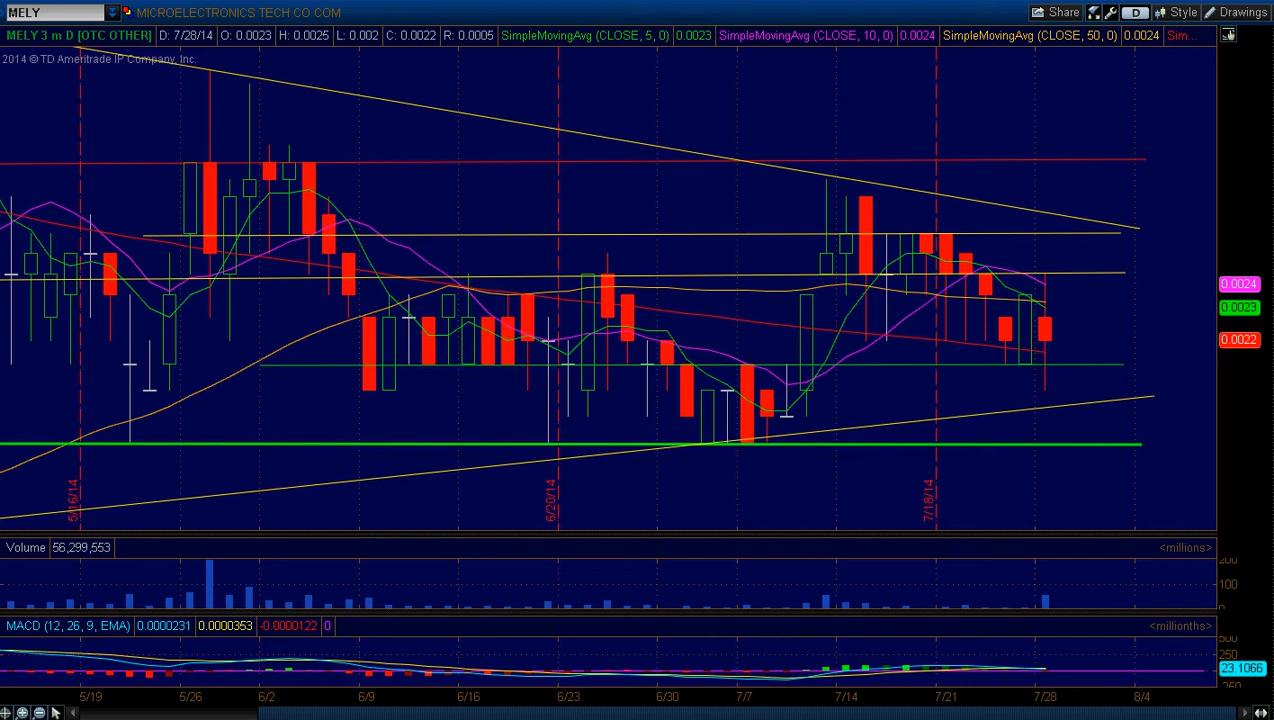 MELY MICROELECTRONICS TECH CO COM Share D Style Drawings
MELY 3 m D [OTC OTHER] D: 7/28/14 O: 0.0023 H: 0.0025 L: 0.002 C: 0.0022 R: 0.0005 SimpleMovingAvg (CLOSE, 5, 0) 0.0023 SimpleMovingAvg (CLOSE, 10, 0) 0.0024 SimpleMovingAvg (CLOSE, 50, 0) 0.0024 Sim...
2014 © TD Ameritrade IP Company, Inc.
0.0024
0.0023
0.0022
5/16/14 6/20/14 7/18/14
Volume 56,299,553 <millions>
200
100
0
MACD (12, 26, 9, EMA) 0.0000231 0.0000353 -0.0000122 0 <millionths>
500
250
23.1066
-250
5/19 5/26 6/2 6/9 6/16 6/23 6/30 7/7 7/14 7/21 7/28 8/4